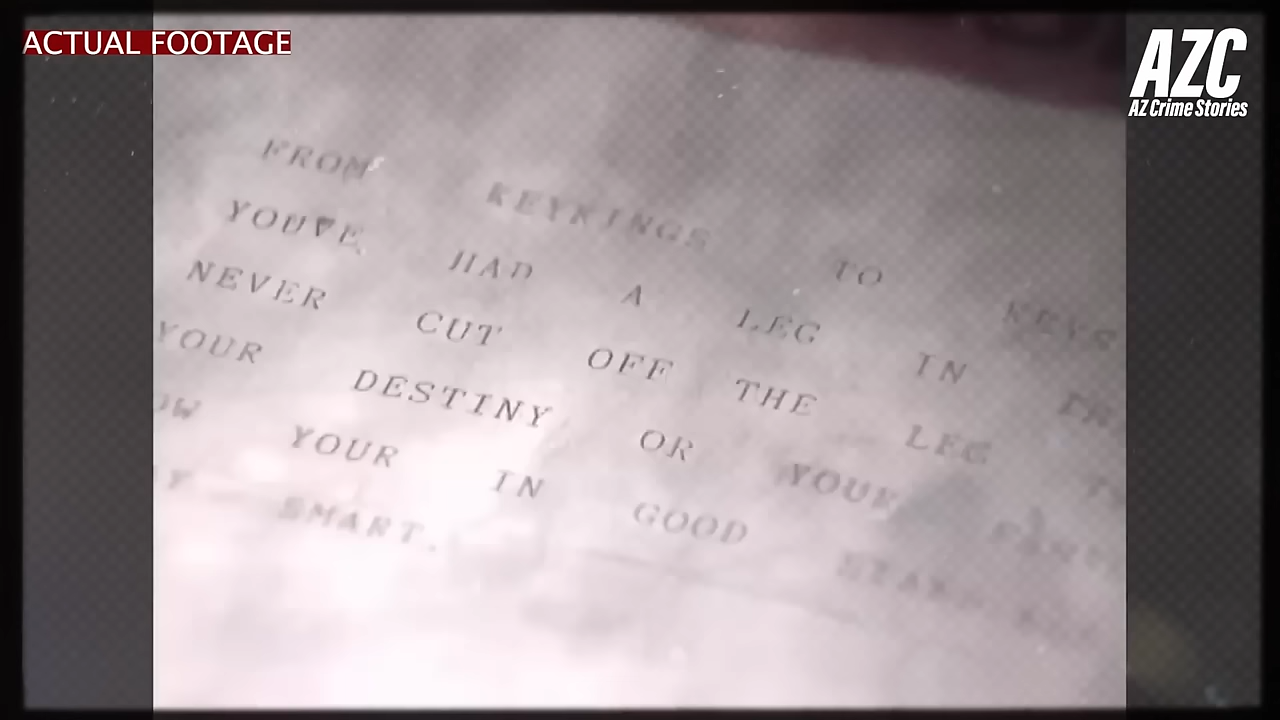 ACTUAL FOOTAGE
AZC
AZ Crime Stories
FROM KEYKINGS TO KEYS
YOUVE HAD A LEG IN
NEVER CUT OFF THE LEG
YOUR DESTINY OR YOUR
YOUR IN GOOD
SMART.